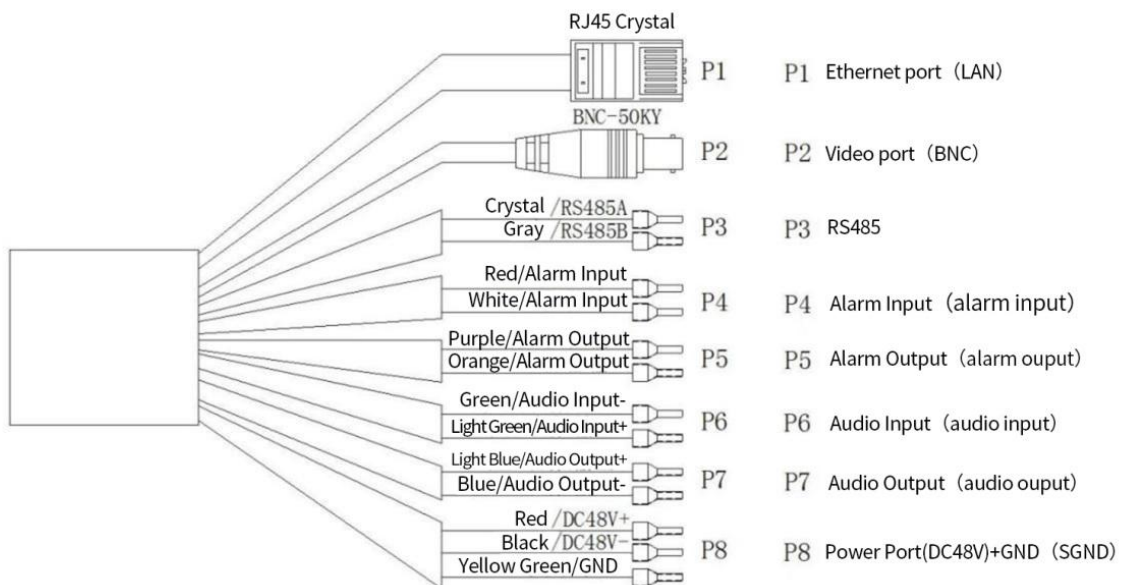 RJ45 Crystal
P1 P1 Ethernet port（LAN）
BNC-50KY
P2 P2 Video port（BNC）
Crystal /RS485A
Gray /RS485B
P3 P3 RS485
Red/Alarm Input
White/Alarm Input
P4 P4 Alarm Input（alarm input）
Purple/Alarm Output
Orange/Alarm Output
P5 P5 Alarm Output（alarm ouput）
Green/Audio Input-
Light Green/Audio Input+
P6 P6 Audio Input（audio input）
Light Blue/Audio Output+
Blue/Audio Output-
P7 P7 Audio Output（audio ouput）
Red /DC48V+
Black /DC48V-
Yellow Green/GND
P8 P8 Power Port(DC48V)+GND（SGND）